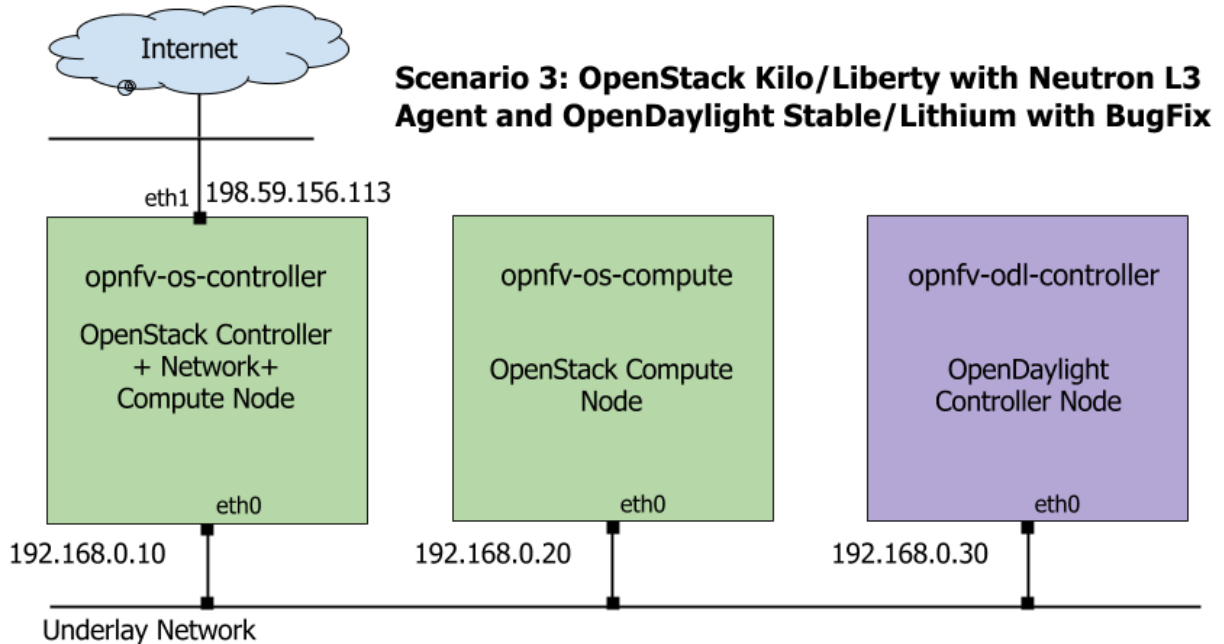 Internet
Scenario 3: OpenStack Kilo/Liberty with Neutron L3
Agent and OpenDaylight Stable/Lithium with BugFix
eth1 198.59.156.113
opnfv-os-controller
OpenStack Controller
+ Network+
Compute Node
eth0
192.168.0.10
opnfv-os-compute
OpenStack Compute
Node
eth0
192.168.0.20
opnfv-odl-controller
OpenDaylight
Controller Node
eth0
192.168.0.30
Underlay Network